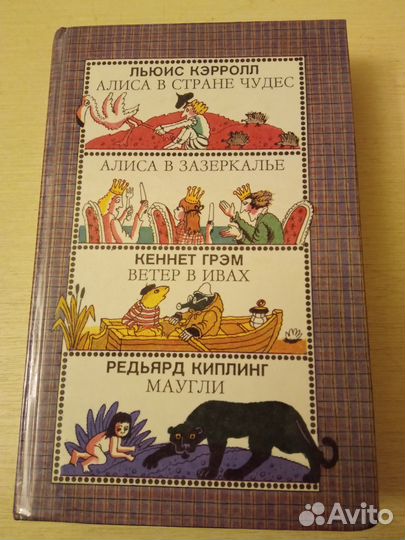 ЛЬЮИС КЭРРОЛЛ
АЛИСА В СТРАНЕ ЧУДЕС
АЛИСА В ЗАЗЕРКАЛЬЕ
КЕННЕТ ГРЭМ
ВЕТЕР В ИВАХ
РЕДЬЯРД КИПЛИНГ
МАУГЛИ
Avito